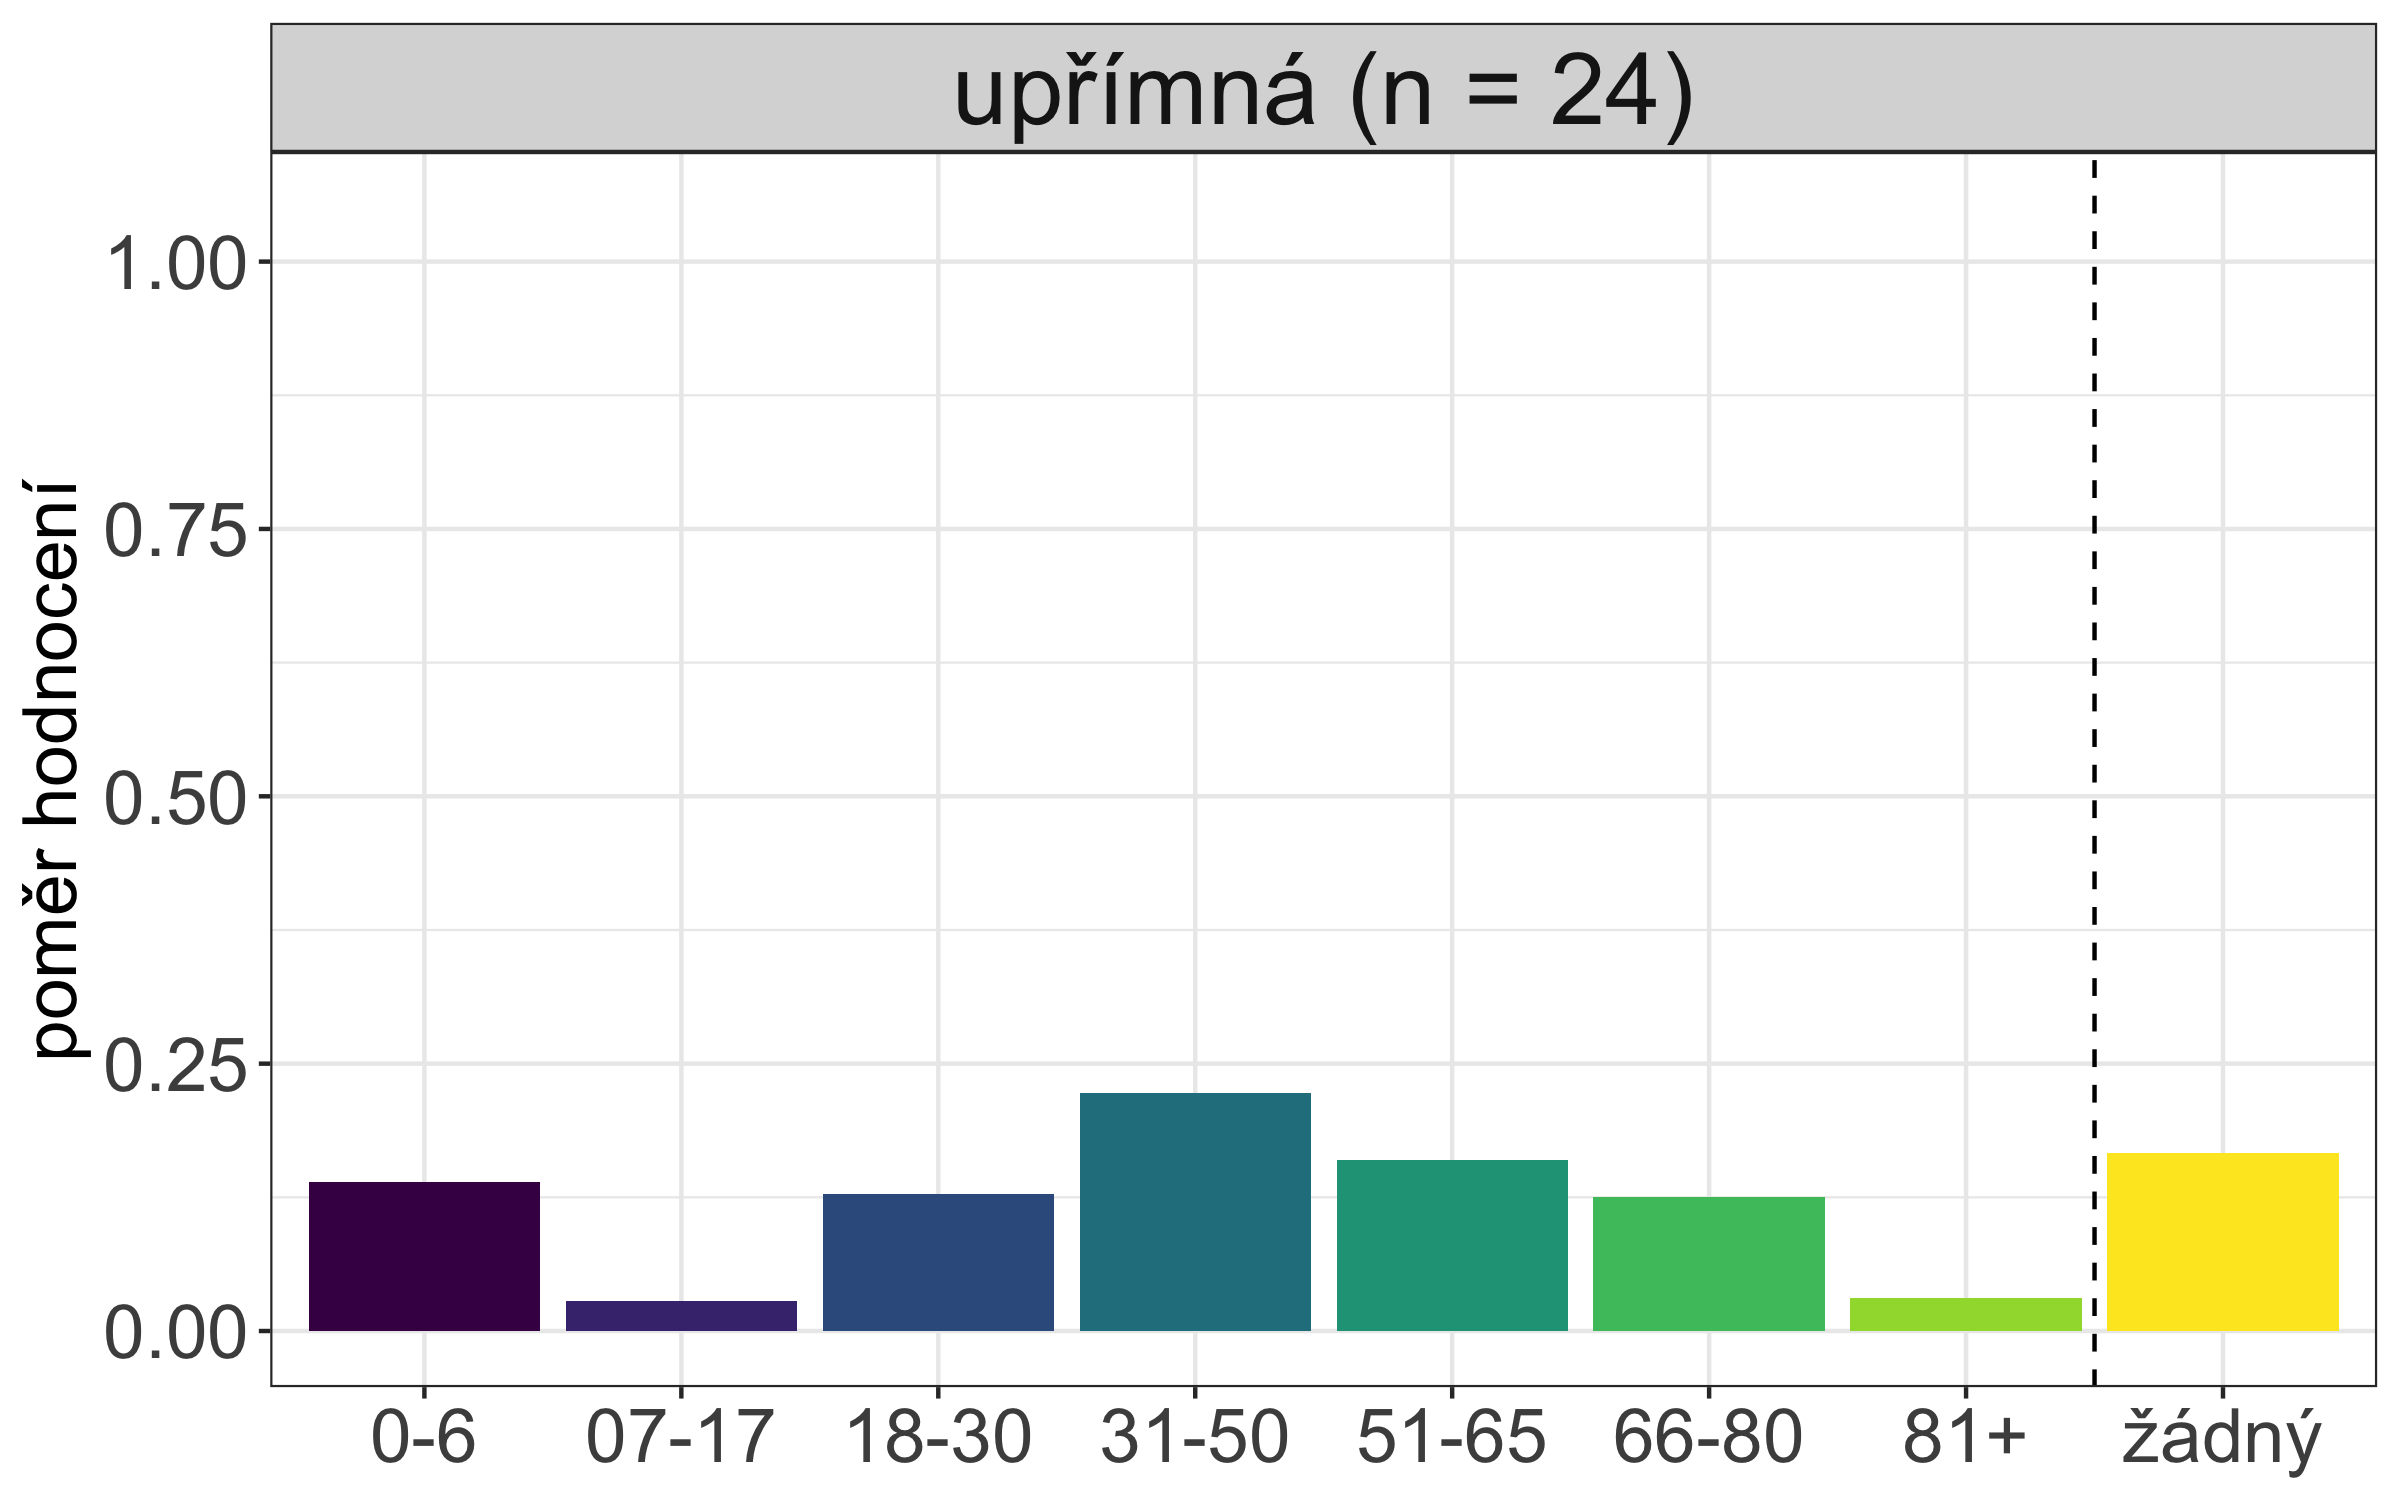 upřímná (n = 24)
poměr hodnocení
1.00
0.75
0.50
0.25
0.00
0-6 07-17 18-30 31-50 51-65 66-80 81+ žádný